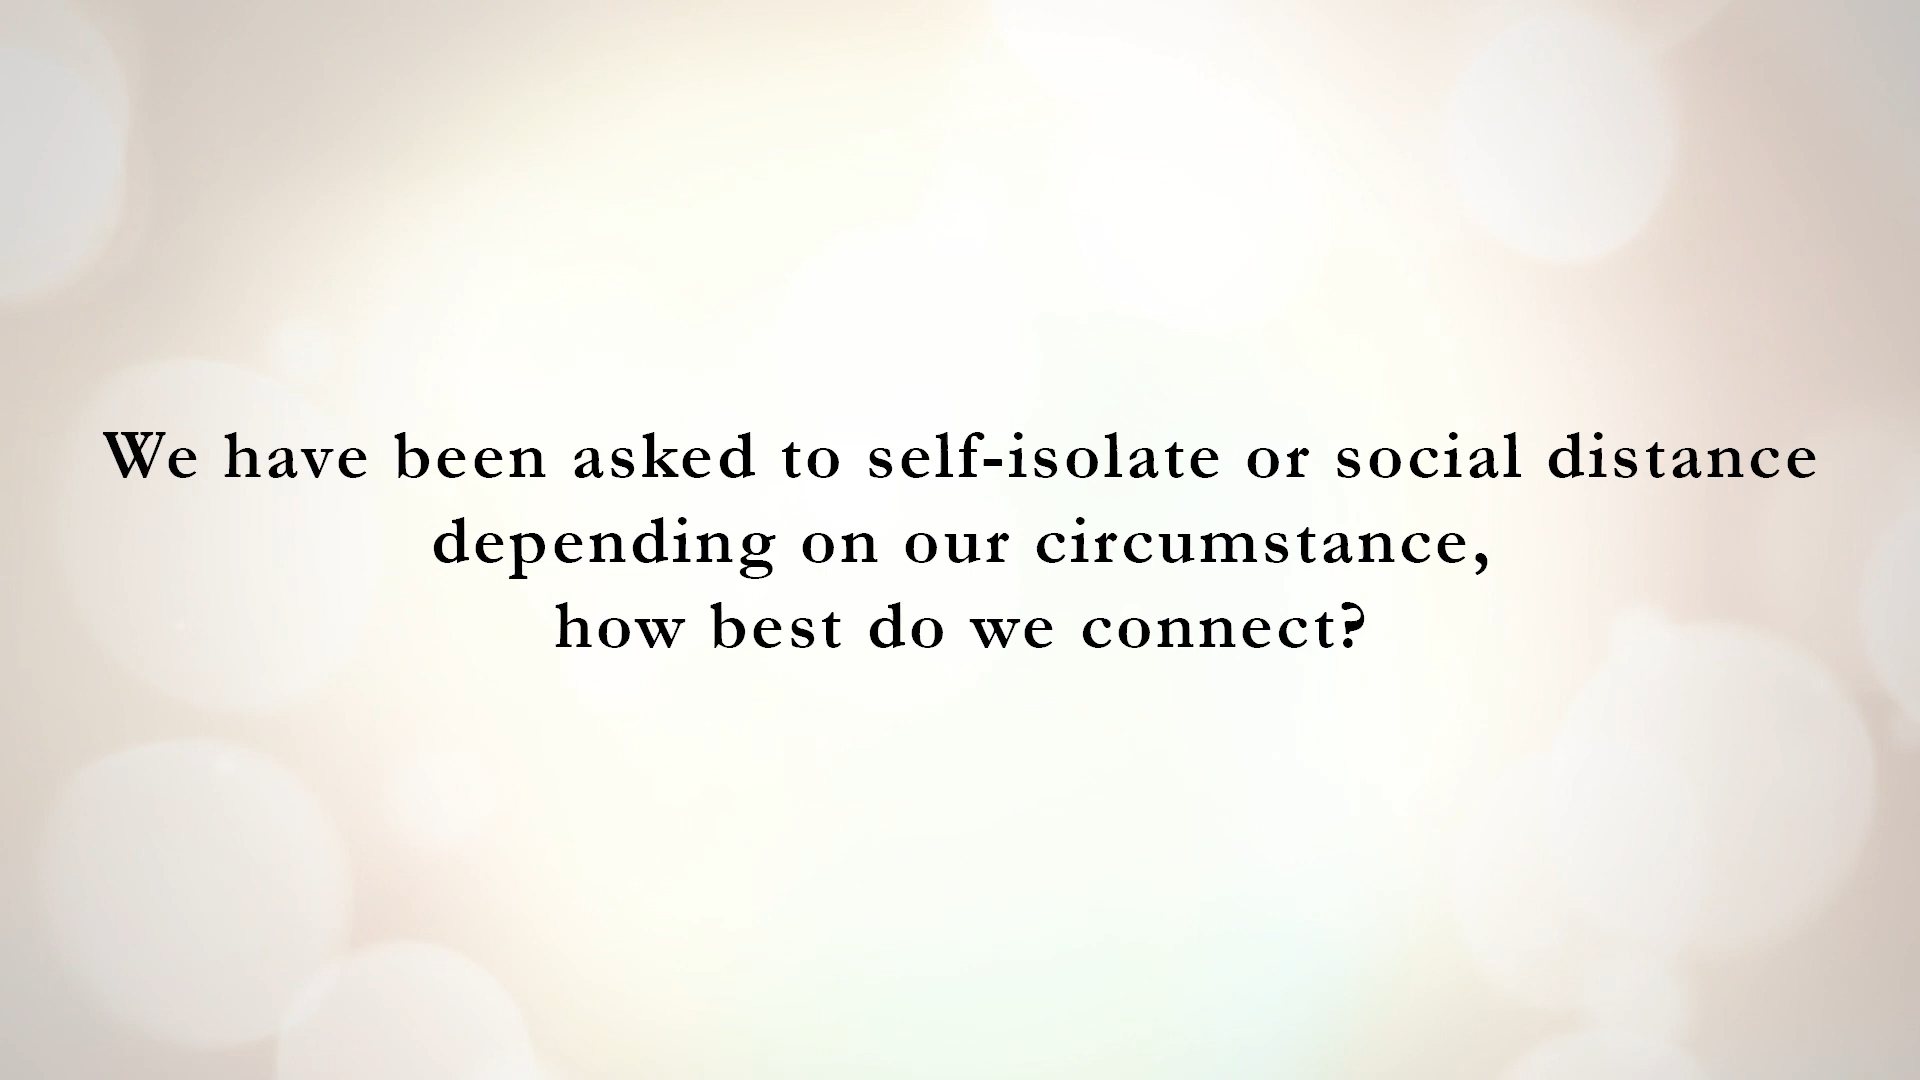 We have been asked to self-isolate or social distance
depending on our circumstance,
how best do we connect?